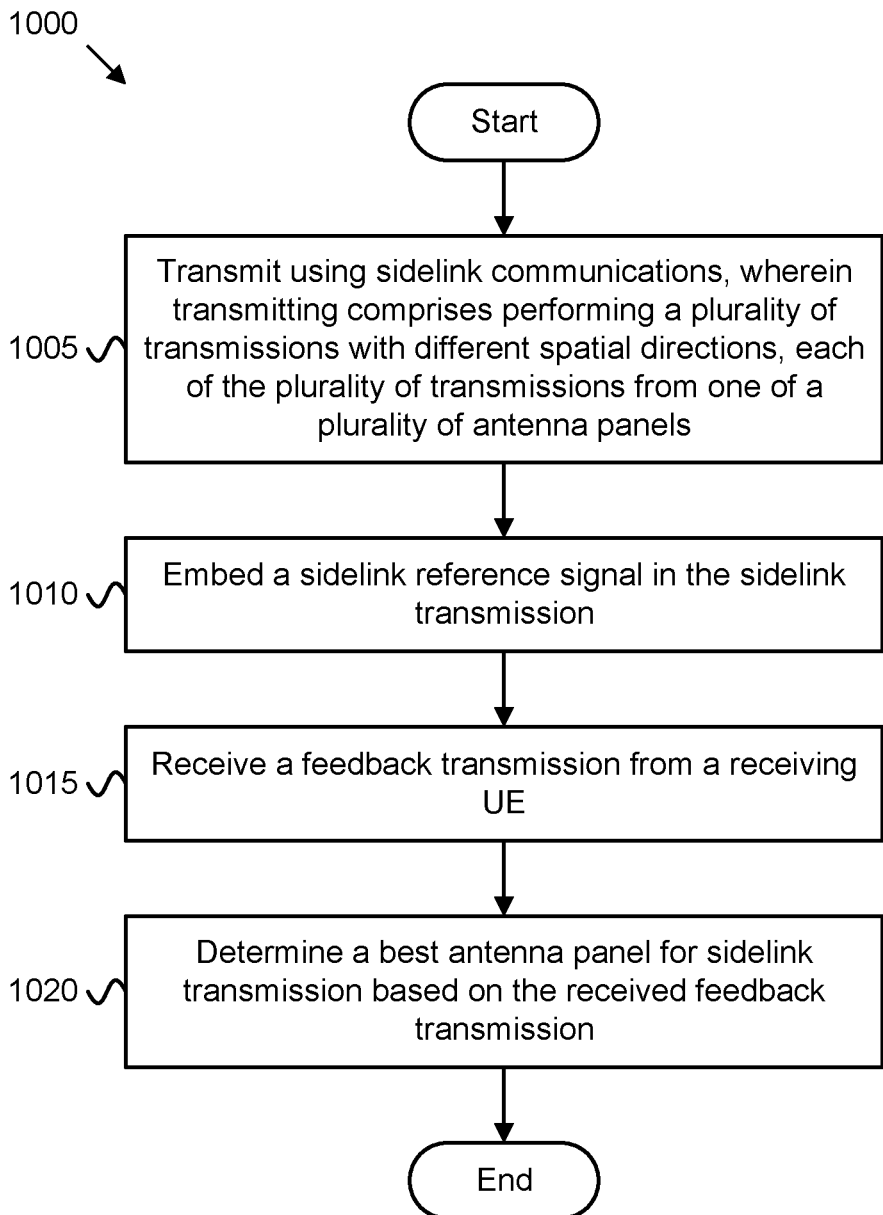 1000
Start
1005
Transmit using sidelink communications, wherein
transmitting comprises performing a plurality of
transmissions with different spatial directions, each
of the plurality of transmissions from one of a
plurality of antenna panels
1010
Embed a sidelink reference signal in the sidelink
transmission
1015
Receive a feedback transmission from a receiving
UE
1020
Determine a best antenna panel for sidelink
transmission based on the received feedback
transmission
End